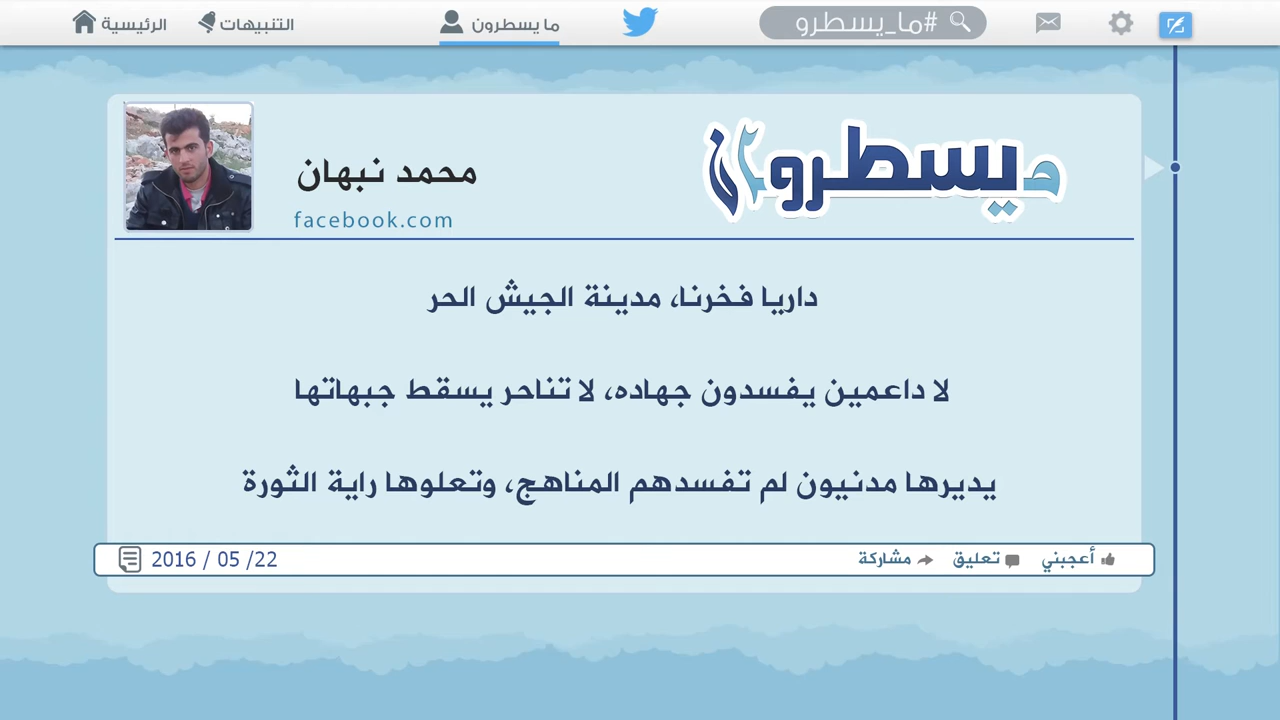 الرئيسية التنبيهات ما يسطرون #ما_يسطرو
ما يسطرون
محمد نبهان
facebook.com
داريا فخرنا، مدينة الجيش الحر
لا داعمين يفسدون جهاده، لا تناحر يسقط جبهاتها
يديرها مدنيون لم تفسدهم المناهج، وتعلوها راية الثورة
أعجبني تعليق مشاركة 2016 / 05 /22